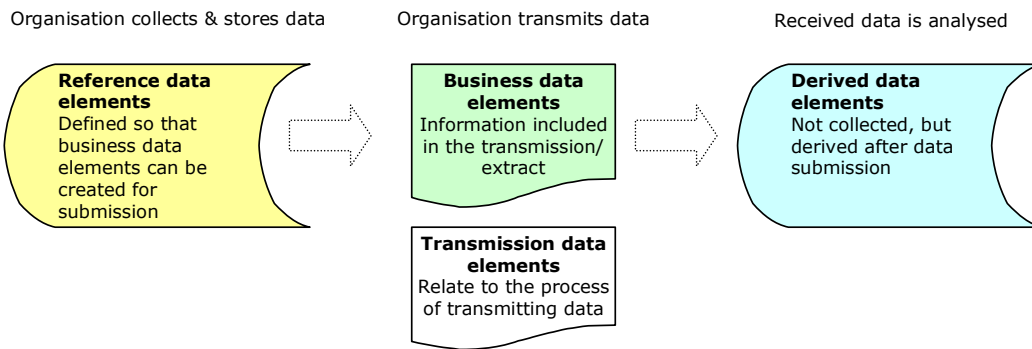 Organisation collects & stores data
Organisation transmits data
Received data is analysed
Reference data
elements
Defined so that
business data
elements can be
created for
submission
Business data
elements
Information included
in the transmission/
extract
Transmission data
elements
Relate to the process
of transmitting data
Derived data
elements
Not collected, but
derived after data
submission